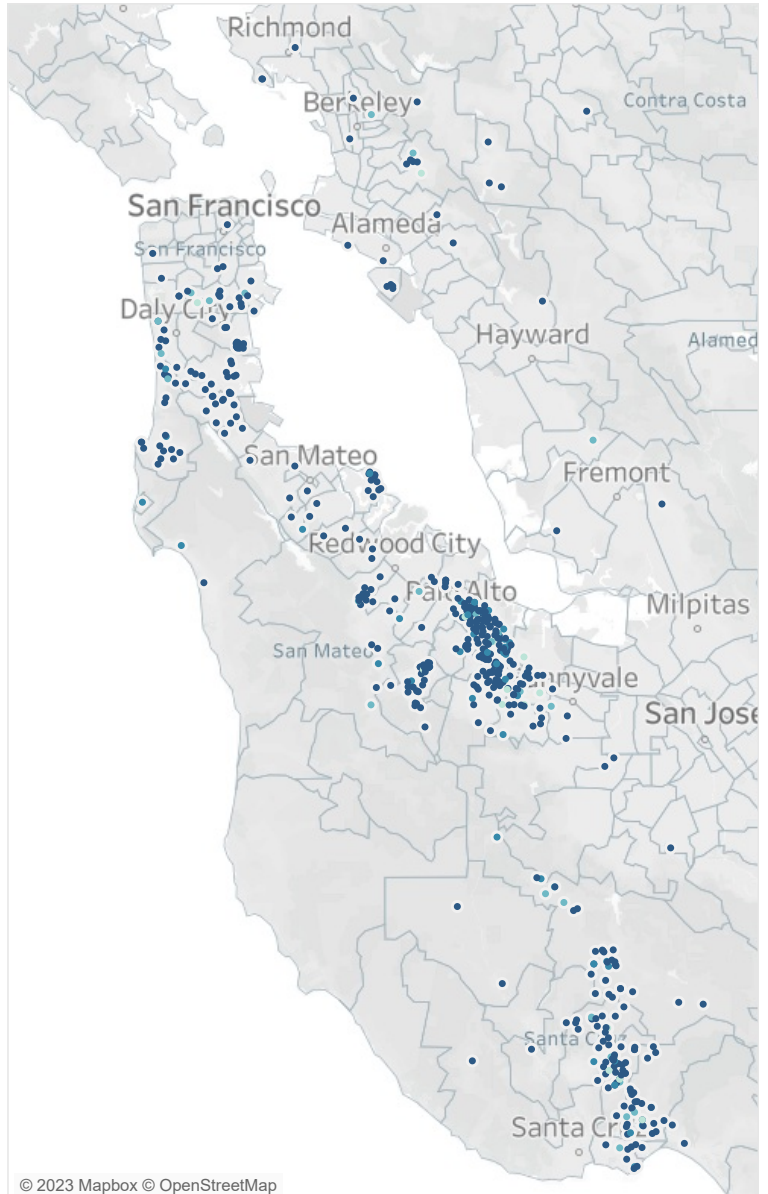 Richmond
Contra Costa
Berkeley
San Francisco
Alameda
San Francisco
Daly City
Hayward
Alamed
San Mateo
Fremont
Redwood City
Palo Alto
Milpitas
San Mateo
Sunnyvale
San Jose
Santa Cruz
Santa Cruz
© 2023 Mapbox © OpenStreetMap